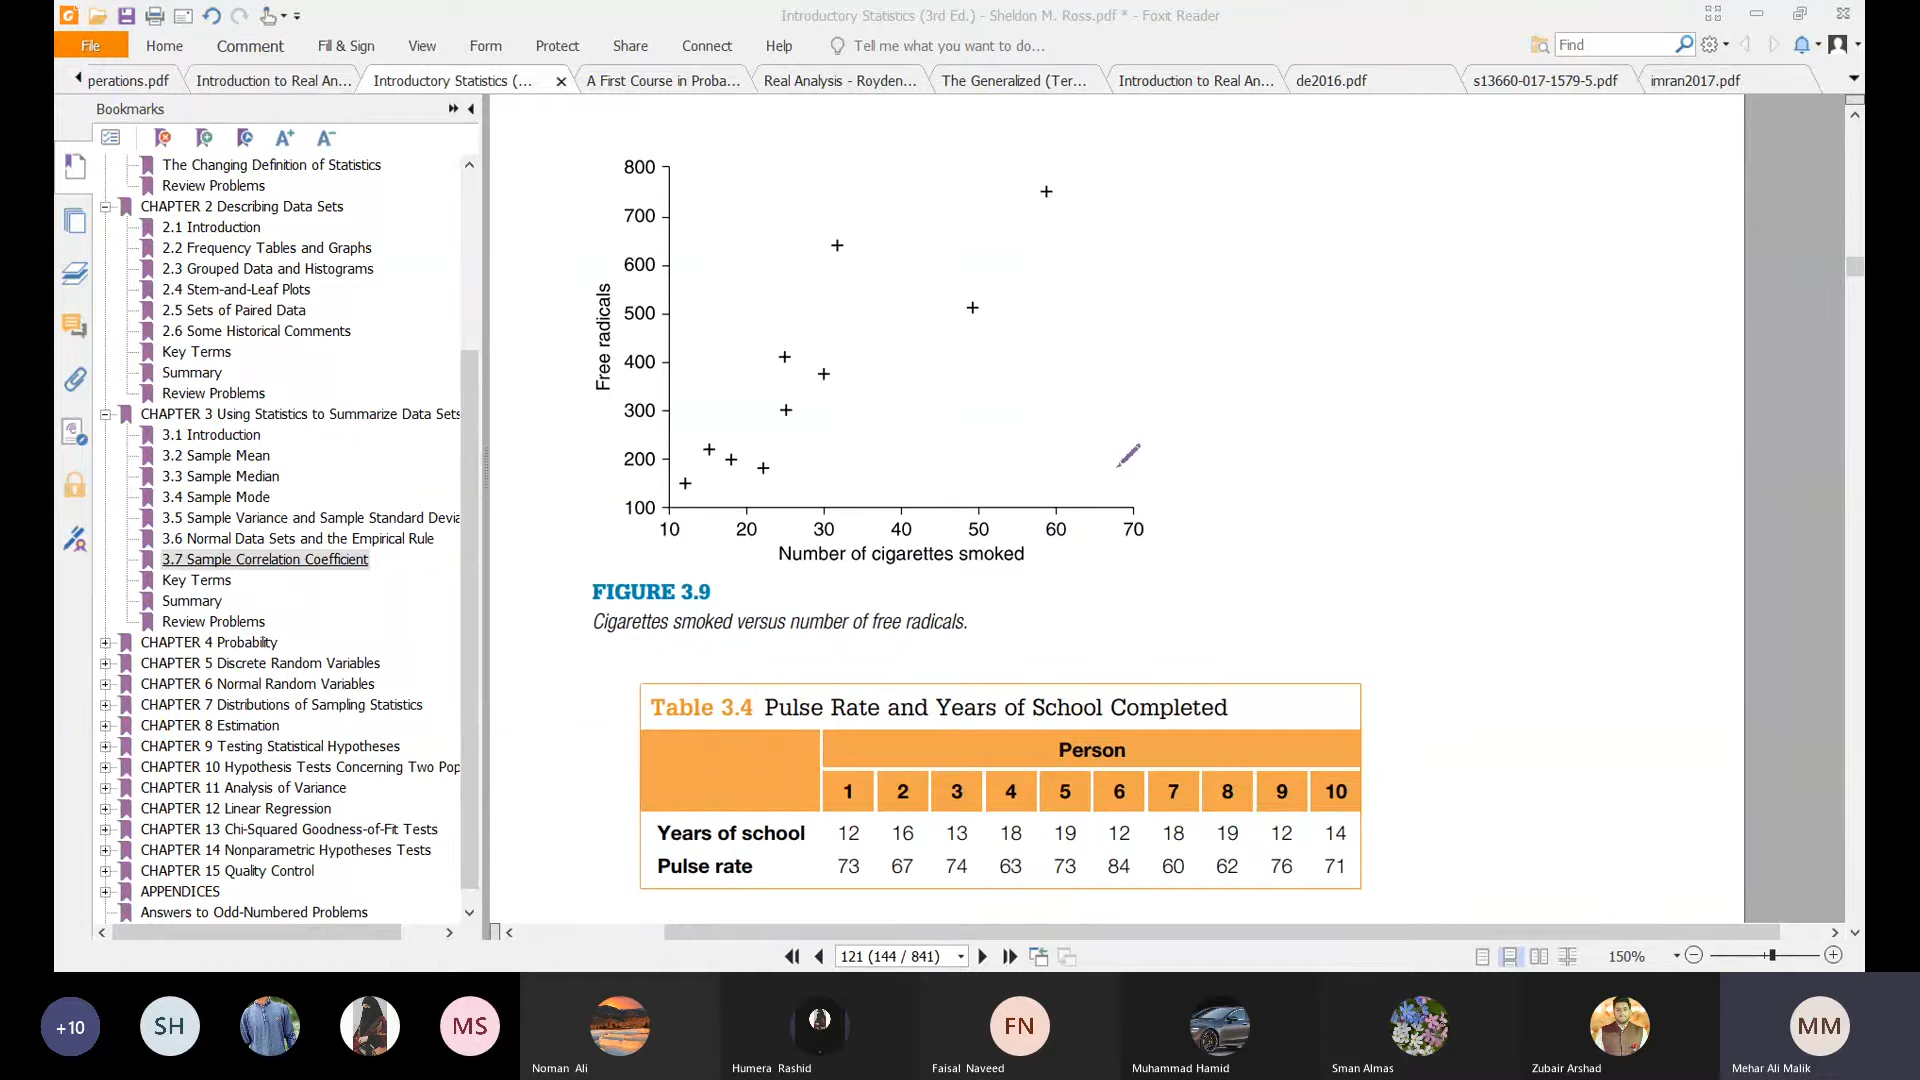 Introductory Statistics (3rd Ed.) - Sheldon M. Ross.pdf * - Foxit Reader
File Home Comment Fill & Sign View Form Protect Share Connect Help Tell me what you want to do... Find
perations.pdf Introduction to Real An... Introductory Statistics (... A First Course in Proba... Real Analysis - Royden... The Generalized (Ter... Introduction to Real An... de2016.pdf s13660-017-1579-5.pdf imran2017.pdf
Bookmarks
The Changing Definition of Statistics
Review Problems
CHAPTER 2 Describing Data Sets
2.1 Introduction
2.2 Frequency Tables and Graphs
2.3 Grouped Data and Histograms
2.4 Stem-and-Leaf Plots
2.5 Sets of Paired Data
2.6 Some Historical Comments
Key Terms
Summary
Review Problems
CHAPTER 3 Using Statistics to Summarize Data Sets
3.1 Introduction
3.2 Sample Mean
3.3 Sample Median
3.4 Sample Mode
3.5 Sample Variance and Sample Standard Devia
3.6 Normal Data Sets and the Empirical Rule
3.7 Sample Correlation Coefficient
Key Terms
Summary
Review Problems
CHAPTER 4 Probability
CHAPTER 5 Discrete Random Variables
CHAPTER 6 Normal Random Variables
CHAPTER 7 Distributions of Sampling Statistics
CHAPTER 8 Estimation
CHAPTER 9 Testing Statistical Hypotheses
CHAPTER 10 Hypothesis Tests Concerning Two Pop
CHAPTER 11 Analysis of Variance
CHAPTER 12 Linear Regression
CHAPTER 13 Chi-Squared Goodness-of-Fit Tests
CHAPTER 14 Nonparametric Hypotheses Tests
CHAPTER 15 Quality Control
APPENDICES
Answers to Odd-Numbered Problems
800
700
600
500
400
300
200
100
Free radicals
10 20 30 40 50 60 70
Number of cigarettes smoked
FIGURE 3.9
Cigarettes smoked versus number of free radicals.
Table 3.4 Pulse Rate and Years of School Completed
Person
1 2 3 4 5 6 7 8 9 10
Years of school 12 16 13 18 19 12 18 19 12 14
Pulse rate 73 67 74 63 73 84 60 62 76 71
121 (144 / 841) 150%
+10 SH MS FN MM
Noman Ali Humera Rashid Faisal Naveed Muhammad Hamid Sman Almas Zubair Arshad Mehar Ali Malik